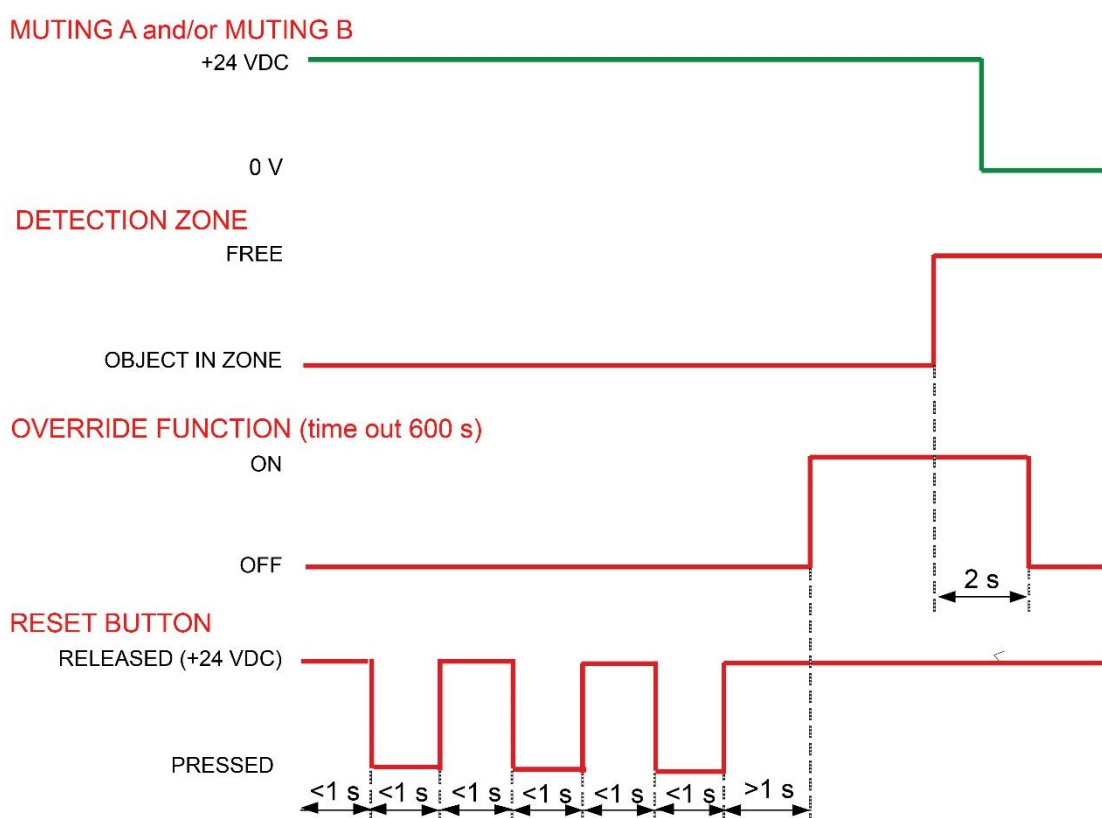 MUTING A and/or MUTING B
+24 VDC
0 V
DETECTION ZONE
FREE
OBJECT IN ZONE
OVERRIDE FUNCTION (time out 600 s)
ON
OFF
2 s
RESET BUTTON
RELEASED (+24 VDC)
PRESSED
<1 s <1 s <1 s <1 s <1 s <1 s >1 s